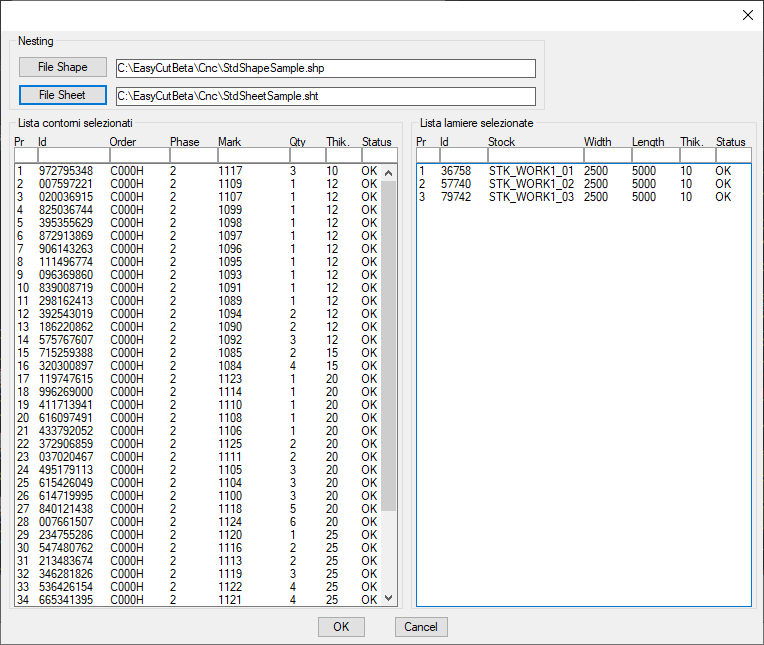 Nesting
File Shape C:\EasyCutBeta\Cnc\StdShapeSample.shp
File Sheet C:\EasyCutBeta\Cnc\StdSheetSample.sht
Lista contorni selezionati
Pr Id Order Phase Mark Qty Thik. Status
1 972795348 C000H 2 1117 3 10 OK
2 007597221 C000H 2 1109 1 12 OK
3 020036915 C000H 2 1107 1 12 OK
4 825036744 C000H 2 1099 1 12 OK
5 395355629 C000H 2 1098 1 12 OK
6 872913869 C000H 2 1097 1 12 OK
7 906143263 C000H 2 1096 1 12 OK
8 111496774 C000H 2 1095 1 12 OK
9 096369860 C000H 2 1093 1 12 OK
10 839008719 C000H 2 1091 1 12 OK
11 298162413 C000H 2 1089 1 12 OK
12 392543019 C000H 2 1094 2 12 OK
13 186220862 C000H 2 1090 2 12 OK
14 575767607 C000H 2 1092 3 12 OK
15 715259388 C000H 2 1085 2 15 OK
16 320300897 C000H 2 1084 4 15 OK
17 119747615 C000H 2 1123 1 20 OK
18 996269000 C000H 2 1114 1 20 OK
19 411713941 C000H 2 1110 1 20 OK
20 616097491 C000H 2 1108 1 20 OK
21 433792052 C000H 2 1106 1 20 OK
22 372906859 C000H 2 1125 2 20 OK
23 037020467 C000H 2 1111 2 20 OK
24 495179113 C000H 2 1105 3 20 OK
25 615426049 C000H 2 1104 3 20 OK
26 614719995 C000H 2 1100 3 20 OK
27 840121438 C000H 2 1118 5 20 OK
28 007661507 C000H 2 1124 6 20 OK
29 234755286 C000H 2 1120 1 25 OK
30 547480762 C000H 2 1116 2 25 OK
31 213483674 C000H 2 1113 2 25 OK
32 346281826 C000H 2 1119 3 25 OK
33 536426154 C000H 2 1122 4 25 OK
34 665341395 C000H 2 1121 4 25 OK
Lista lamiere selezionate
Pr Id Stock Width Length Thik. Status
1 36758 STK_WORK1_01 2500 5000 10 OK
2 57740 STK_WORK1_02 2500 5000 10 OK
3 79742 STK_WORK1_03 2500 5000 10 OK
OK Cancel